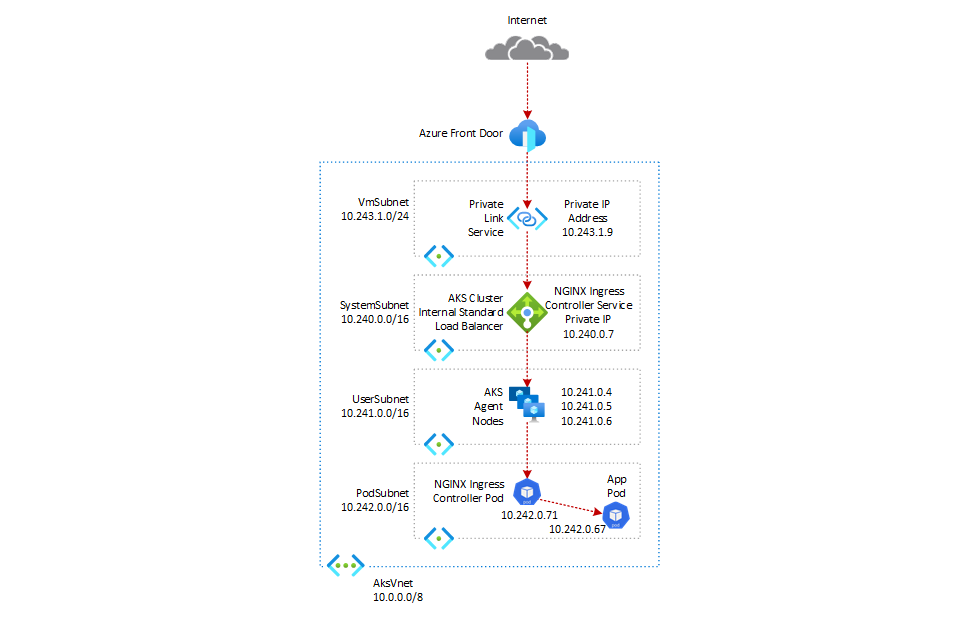 Internet
Azure Front Door
VmSubnet
10.243.1.0/24
Private
Link
Service
Private IP
Address
10.243.1.9
SystemSubnet
10.240.0.0/16
AKS Cluster
Internal Standard
Load Balancer
NGINX Ingress
Controller Service
Private IP
10.240.0.7
UserSubnet
10.241.0.0/16
AKS
Agent
Nodes
10.241.0.4
10.241.0.5
10.241.0.6
PodSubnet
10.242.0.0/16
NGINX Ingress
Controller Pod
pod
10.242.0.71
App
Pod
pod
10.242.0.67
AksVnet
10.0.0.0/8